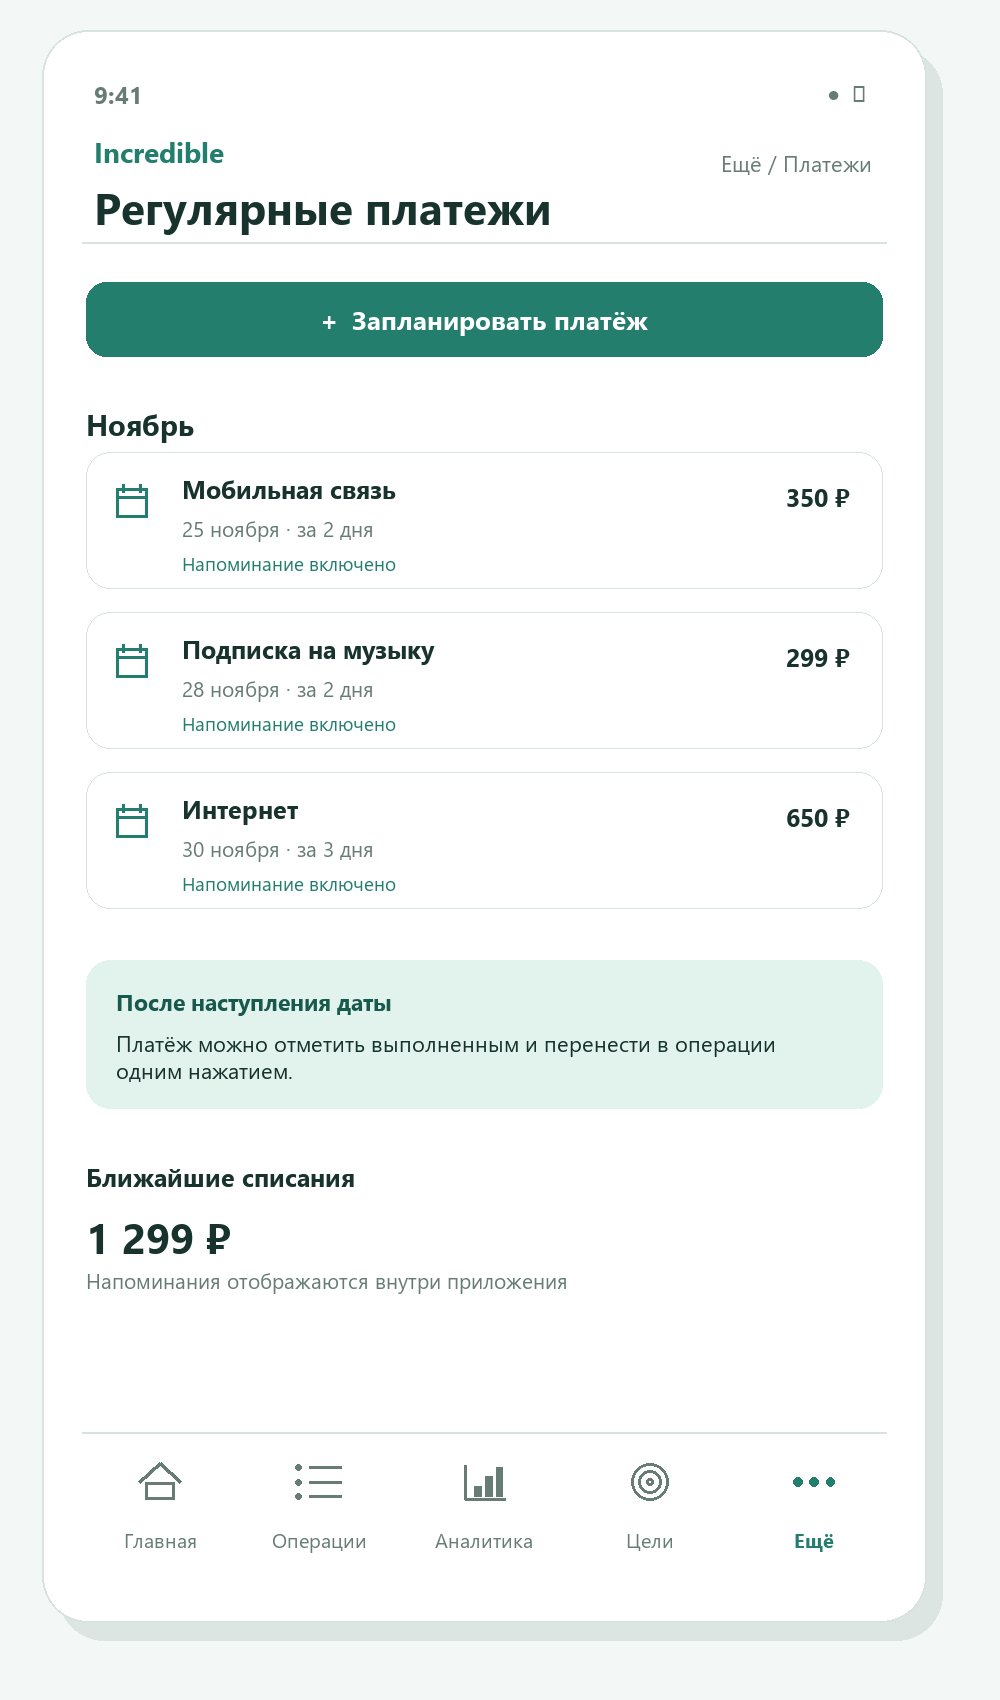 9:41
Incredible
Ещё / Платежи
Регулярные платежи
+ Запланировать платёж
Ноябрь
Мобильная связь
350 ₽
25 ноября · за 2 дня
Напоминание включено
Подписка на музыку
299 ₽
28 ноября · за 2 дня
Напоминание включено
Интернет
650 ₽
30 ноября · за 3 дня
Напоминание включено
После наступления даты
Платёж можно отметить выполненным и перенести в операции
одним нажатием.
Ближайшие списания
1 299 ₽
Напоминания отображаются внутри приложения
Главная
Операции
Аналитика
Цели
Ещё